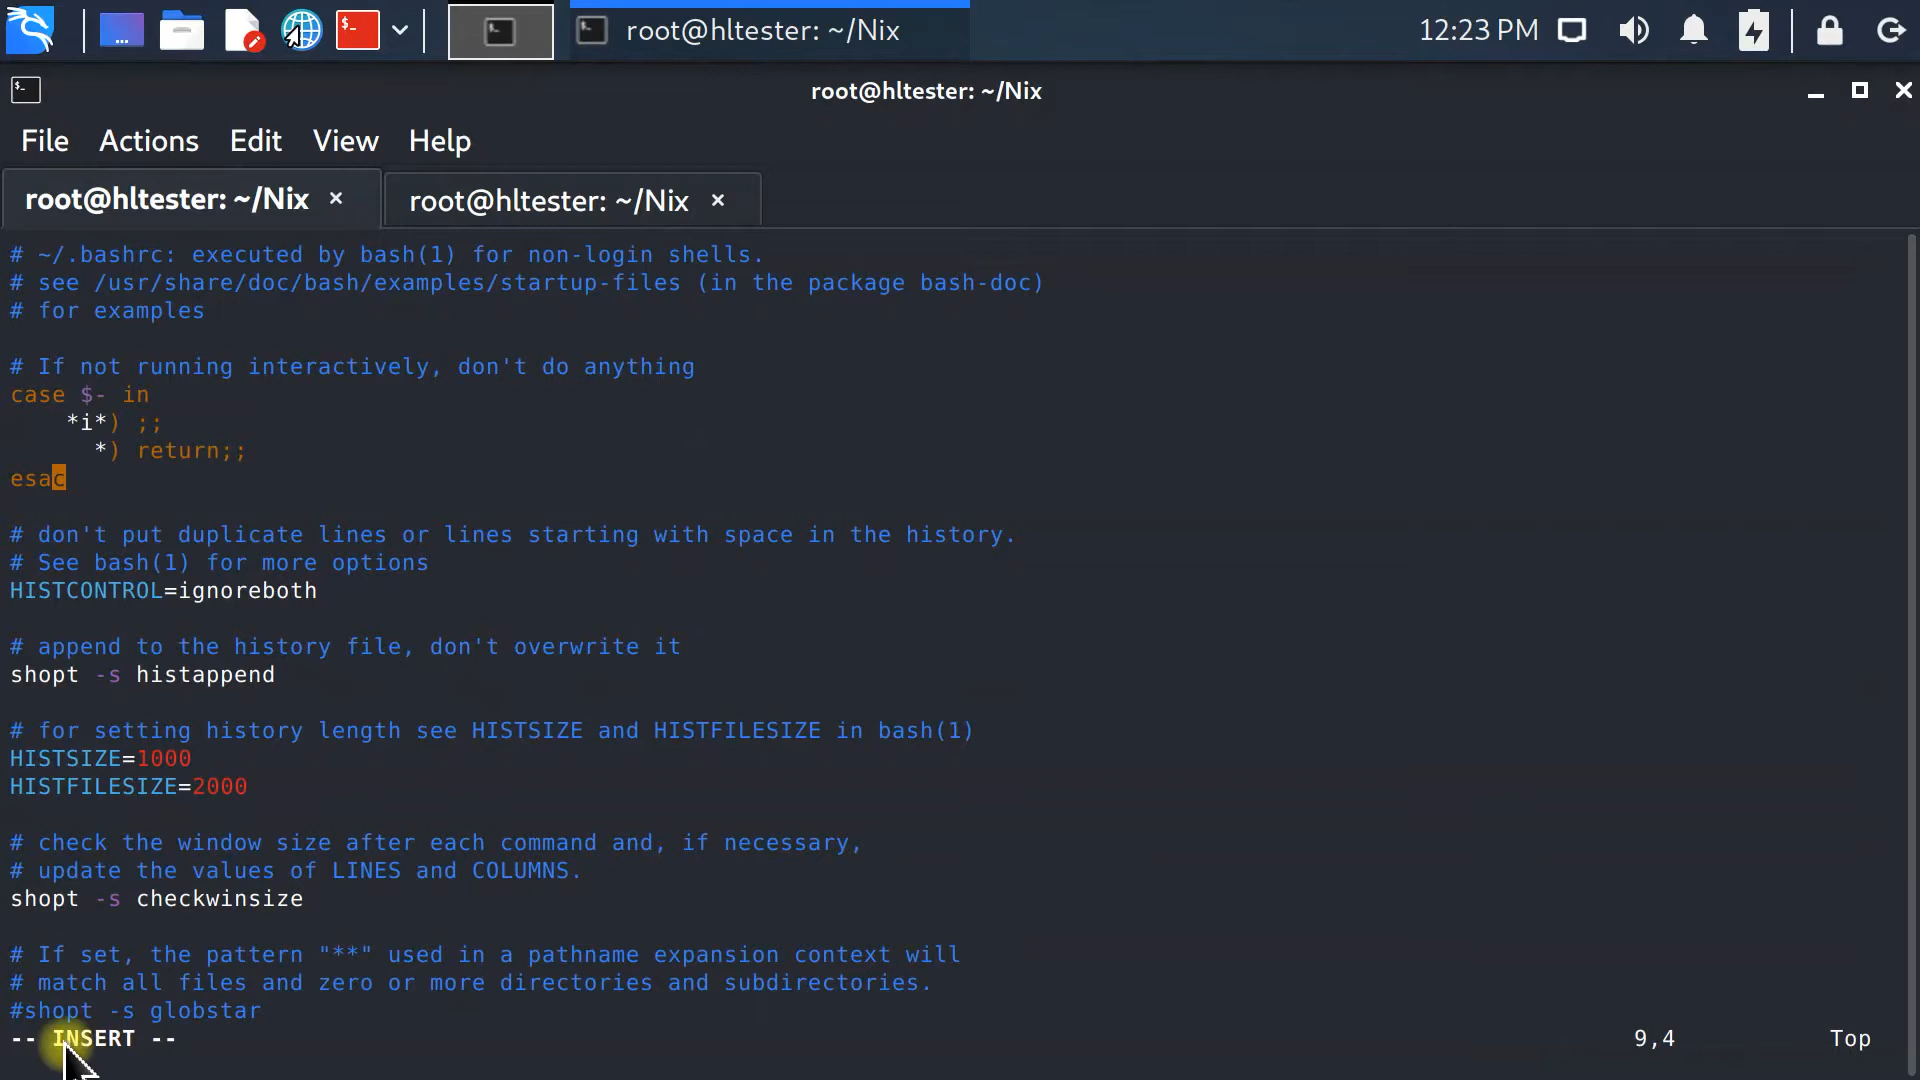 root@hltester: ~/Nix
12:23 PM
root@hltester: ~/Nix
File Actions Edit View Help
root@hltester: ~/Nix ×
root@hltester: ~/Nix ×
# ~/.bashrc: executed by bash(1) for non-login shells.
# see /usr/share/doc/bash/examples/startup-files (in the package bash-doc)
# for examples
# If not running interactively, don't do anything
case $- in
    *i*) ;;
      *) return;;
esac
# don't put duplicate lines or lines starting with space in the history.
# See bash(1) for more options
HISTCONTROL=ignoreboth
# append to the history file, don't overwrite it
shopt -s histappend
# for setting history length see HISTSIZE and HISTFILESIZE in bash(1)
HISTSIZE=1000
HISTFILESIZE=2000
# check the window size after each command and, if necessary,
# update the values of LINES and COLUMNS.
shopt -s checkwinsize
# If set, the pattern "**" used in a pathname expansion context will
# match all files and zero or more directories and subdirectories.
#shopt -s globstar
-- INSERT -- 9,4 Top